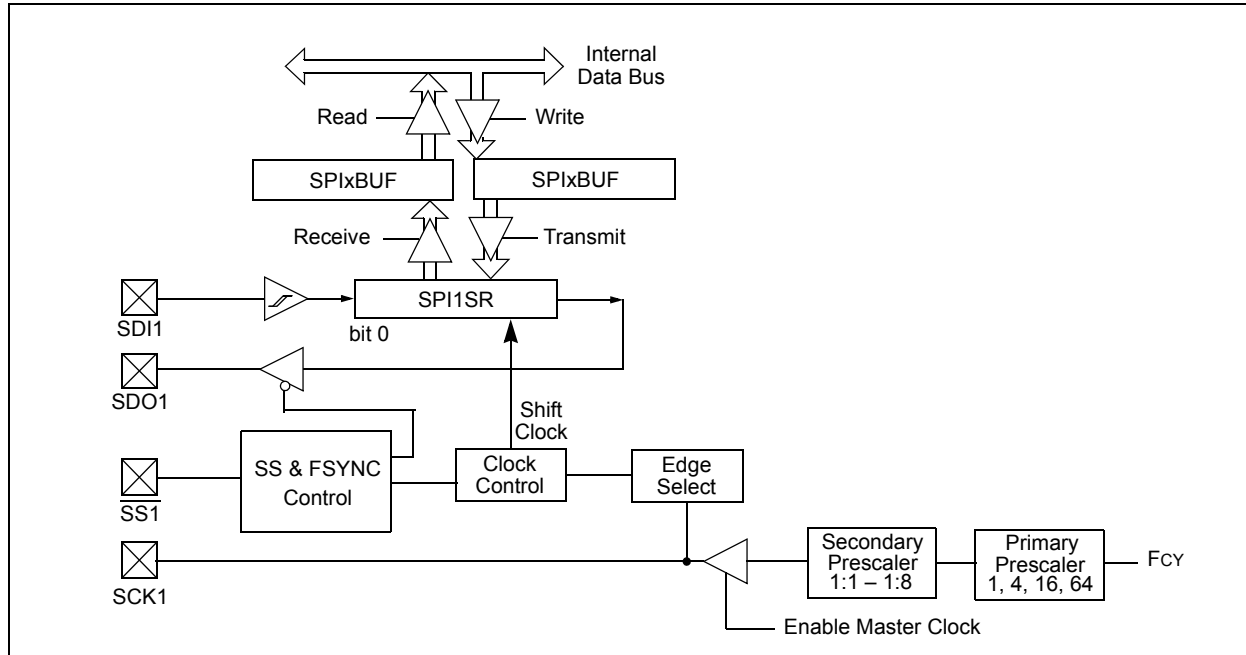 Internal
Data Bus
Read
Write
SPIxBUF
SPIxBUF
Receive
Transmit
SPI1SR
SDI1
bit 0
SDO1
Shift
Clock
SS & FSYNC
Control
Clock
Control
Edge
Select
SS1
Secondary
Prescaler
1:1 – 1:8
Primary
Prescaler
1, 4, 16, 64
FCY
SCK1
Enable Master Clock